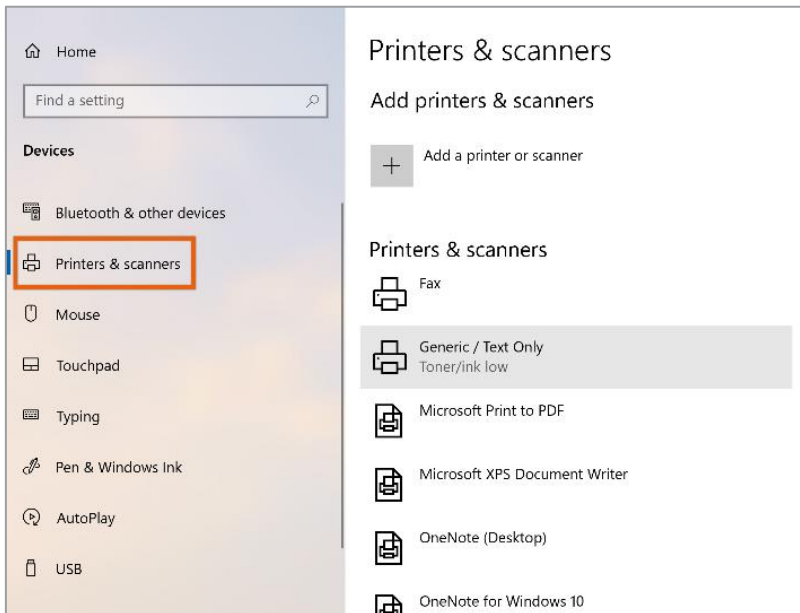 Home
Find a setting
Devices
Bluetooth & other devices
Printers & scanners
Mouse
Touchpad
Typing
Pen & Windows Ink
AutoPlay
USB
Printers & scanners
Add printers & scanners
Add a printer or scanner
Printers & scanners
Fax
Generic / Text Only
Toner/ink low
Microsoft Print to PDF
Microsoft XPS Document Writer
OneNote (Desktop)
OneNote for Windows 10